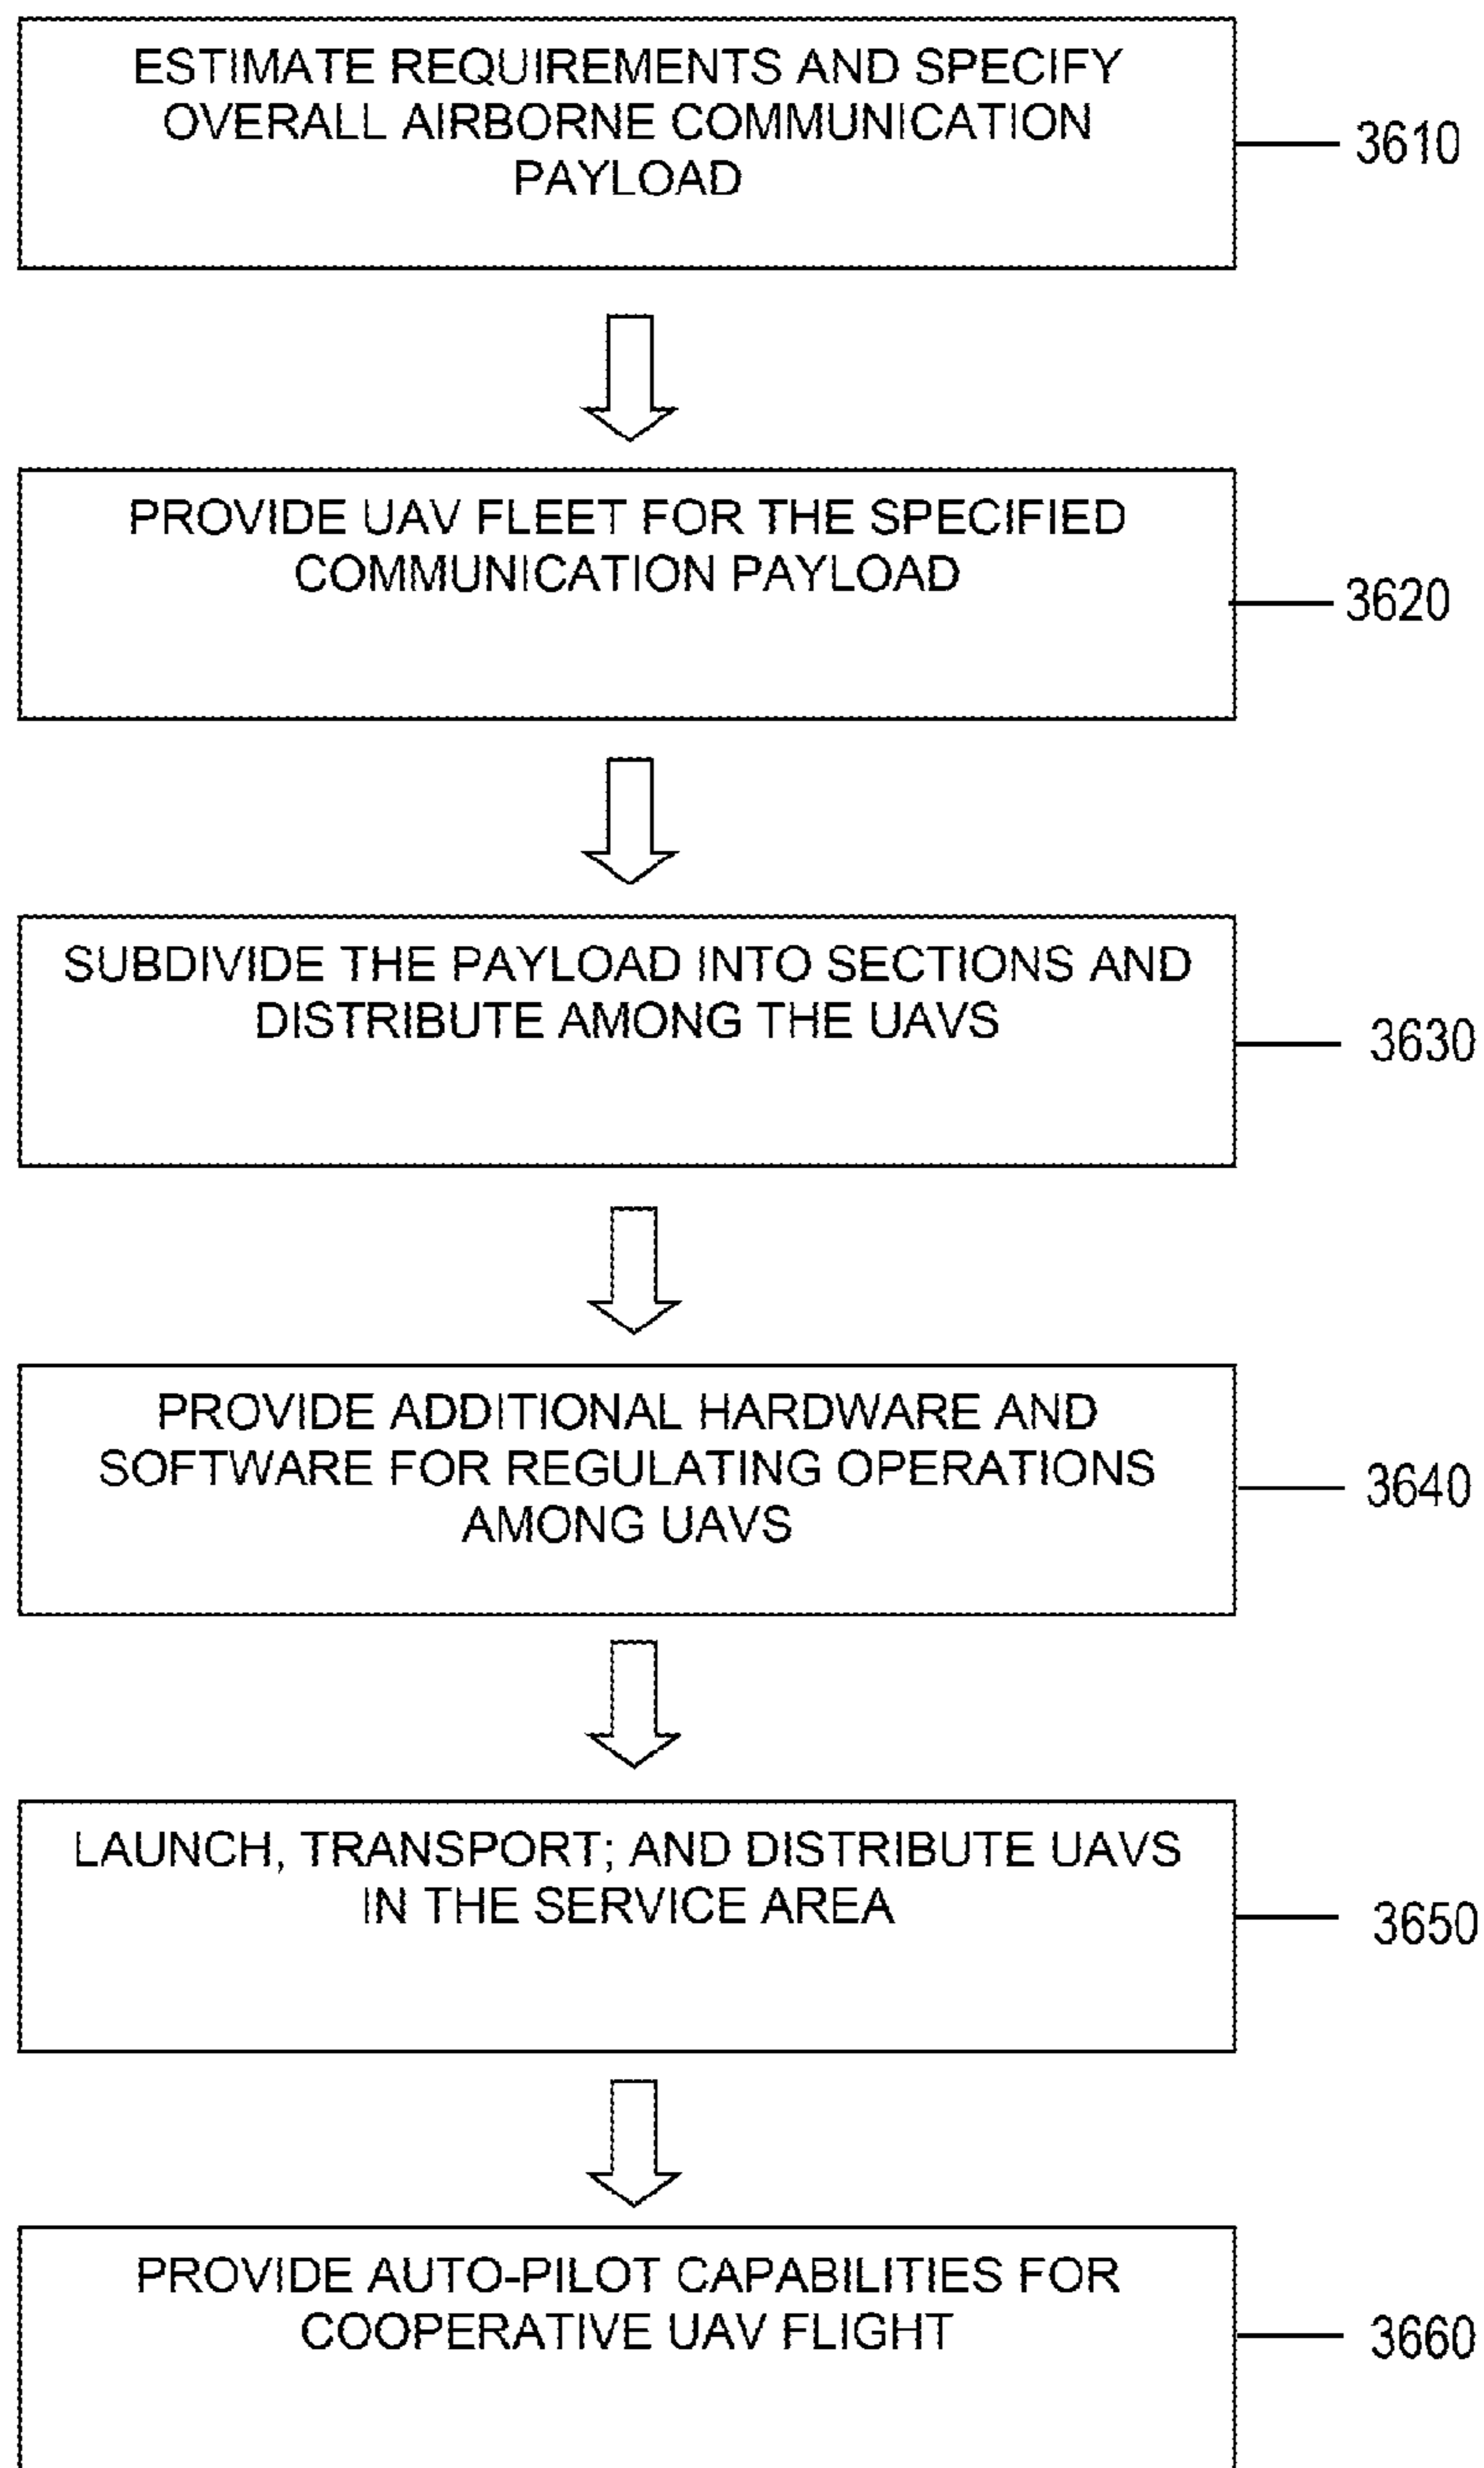 ESTIMATE REQUIREMENTS AND SPECIFY
OVERALL AIRBORNE COMMUNICATION
PAYLOAD
3610
PROVIDE UAV FLEET FOR THE SPECIFIED
COMMUNICATION PAYLOAD
3620
SUBDIVIDE THE PAYLOAD INTO SECTIONS AND
DISTRIBUTE AMONG THE UAVS
3630
PROVIDE ADDITIONAL HARDWARE AND
SOFTWARE FOR REGULATING OPERATIONS
AMONG UAVS
3640
LAUNCH, TRANSPORT; AND DISTRIBUTE UAVS
IN THE SERVICE AREA
3650
PROVIDE AUTO-PILOT CAPABILITIES FOR
COOPERATIVE UAV FLIGHT
3660